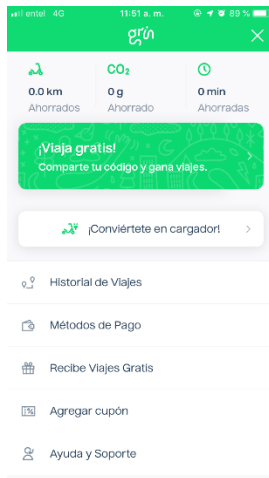 entel 4G 11:51 a. m. 89 %
grin
CO₂
0.0 km 0 g 0 min
Ahorrados Ahorrado Ahorradas
¡Viaja gratis!
Comparte tu código y gana viajes.
¡Conviértete en cargador!
Historial de Viajes
Métodos de Pago
Recibe Viajes Gratis
Agregar cupón
Ayuda y Soporte